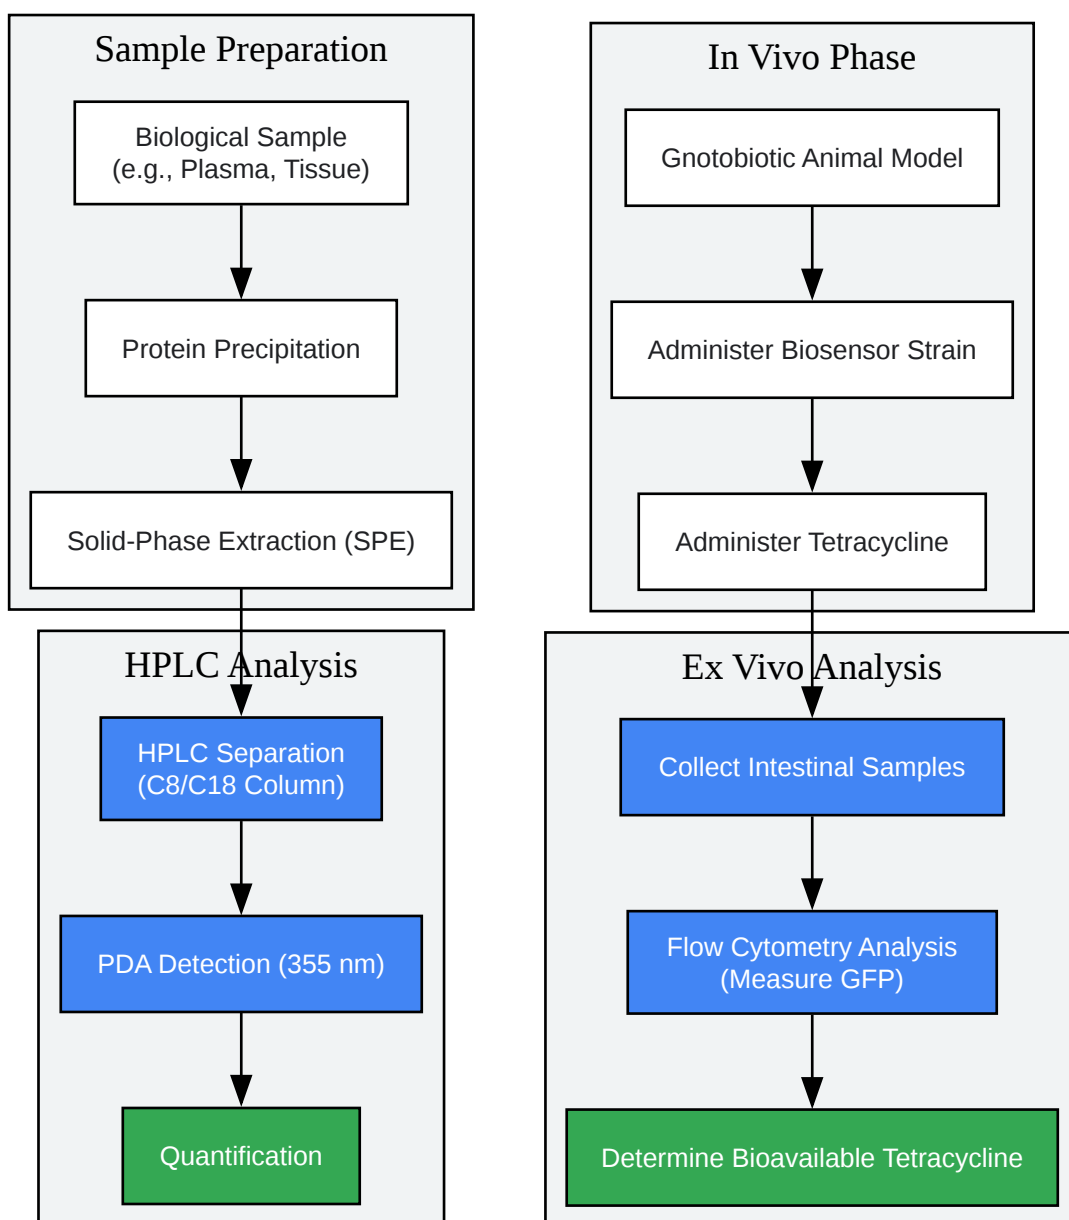 Sample Preparation
Biological Sample
(e.g., Plasma, Tissue)
Protein Precipitation
Solid-Phase Extraction (SPE)
HPLC Analysis
HPLC Separation
(C8/C18 Column)
PDA Detection (355 nm)
Quantification
In Vivo Phase
Gnotobiotic Animal Model
Administer Biosensor Strain
Administer Tetracycline
Ex Vivo Analysis
Collect Intestinal Samples
Flow Cytometry Analysis
(Measure GFP)
Determine Bioavailable Tetracycline